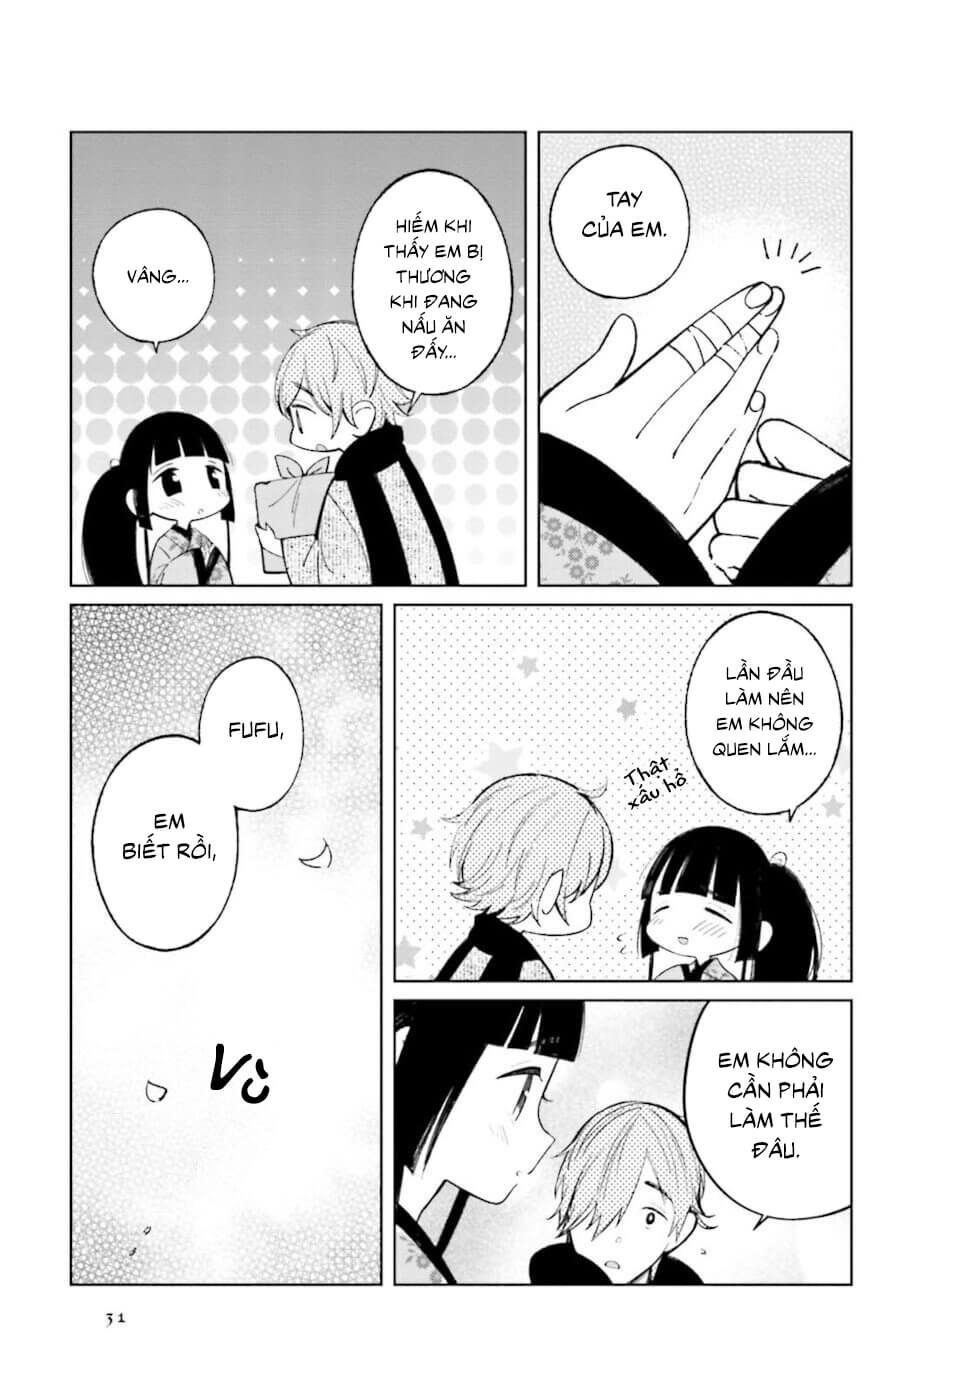 TAY
CỦA EM.
HIẾM KHI
THẤY EM BỊ
THƯƠNG
KHI ĐANG
NẤU ĂN
ĐẤY...
VÂNG...
LẦN ĐẦU
LÀM NÊN
EM KHÔNG
QUEN LẮM...
Thật
xấu hổ
EM KHÔNG
CẦN PHẢI
LÀM THẾ
ĐÂU.
FUFU,
EM
BIẾT RỒI,
Vù
31